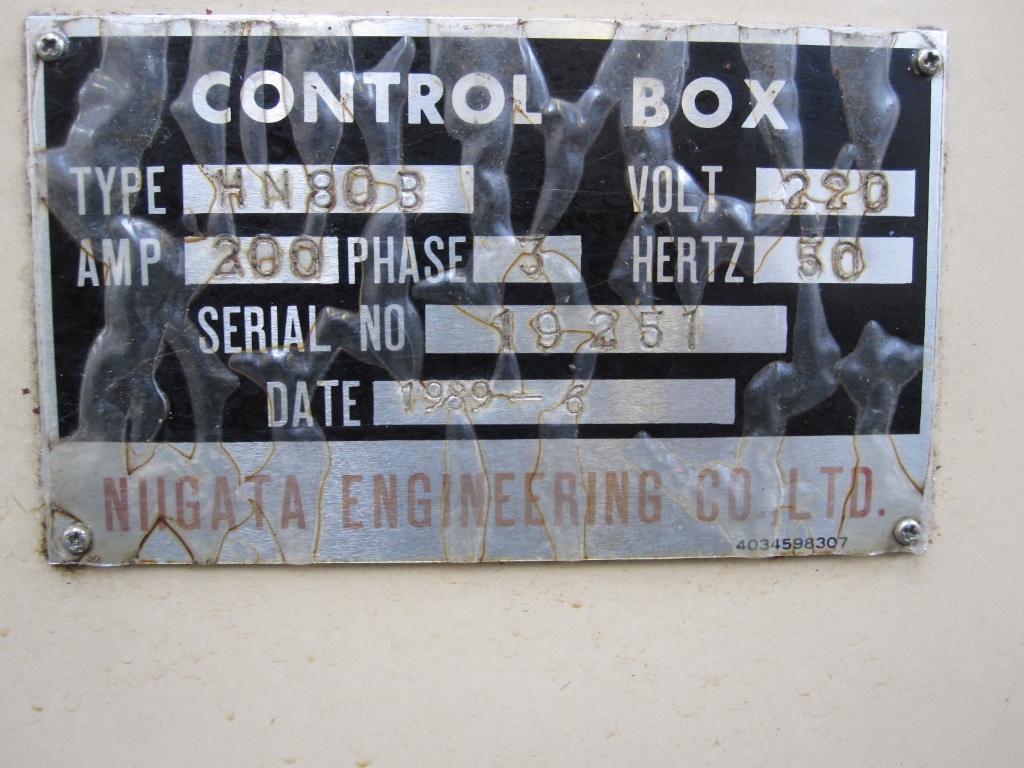 CONTROL BOX
TYPE HN80B VOLT 220
AMP 200 PHASE 3 HERTZ 50
SERIAL NO 19251
DATE 1989-6
NIIGATA ENGINEERING CO.,LTD.
4034598307